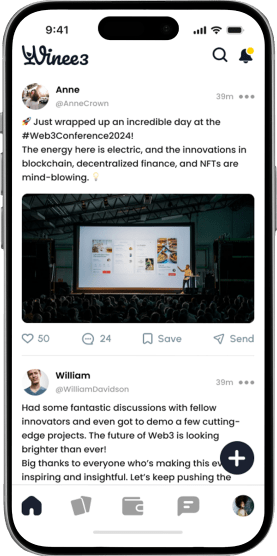 9:41
Winee3
Anne
@AnneCrown
39m
🚀 Just wrapped up an incredible day at the
#Web3Conference2024!
The energy here is electric, and the innovations in
blockchain, decentralized finance, and NFTs are
mind-blowing. 💡
50
24
Save
Send
William
@WilliamDavidson
39m
Had some fantastic discussions with fellow
innovators and even got to demo a few cutting-
edge projects. The future of Web3 is looking
brighter than ever!
Big thanks to everyone who's making this
inspiring and insightful. Let's keep pushing the